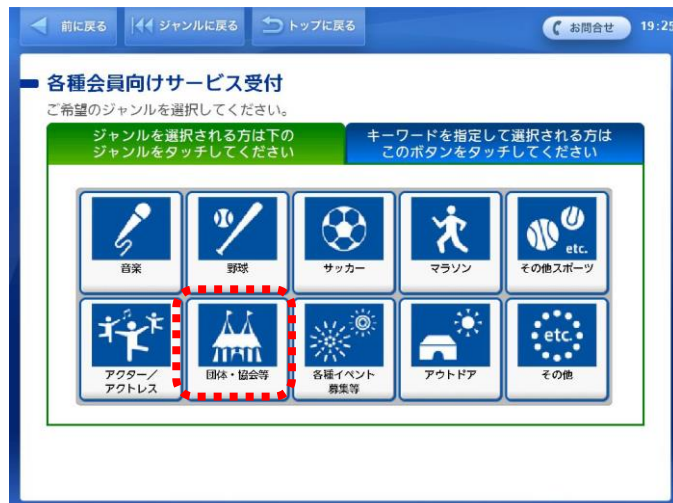 前に戻る ジャンルに戻る トップに戻る お問合せ 19:25
各種会員向けサービス受付
ご希望のジャンルを選択してください。
ジャンルを選択される方は下の
ジャンルをタッチしてください
キーワードを指定して選択される方は
このボタンをタッチしてください
etc.
音楽 野球 サッカー マラソン その他スポーツ
etc.
アクター／
アクトレス
団体・協会等
各種イベント
募集等
アウトドア
その他